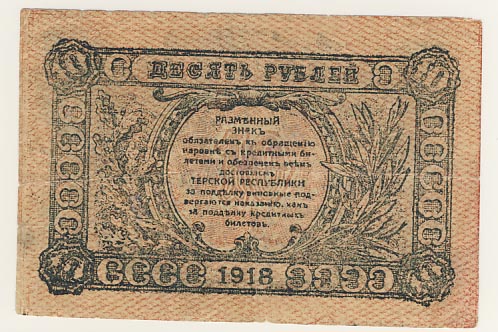 ДЕСЯТЬ РУБЛЕЙ
РАЗМѢННЫЙ
ЗНАКЪ
обязателенъ къ обращенію
наровнѣ съ кредитными би-
летами и обезпеченъ всѣмъ
достояніемъ
ТЕРСКОЙ РЕСПУБЛИКИ
за поддѣлку виновные под-
вергаются наказанію, какъ
за поддѣлку кредитныхъ
билетовъ.
1918